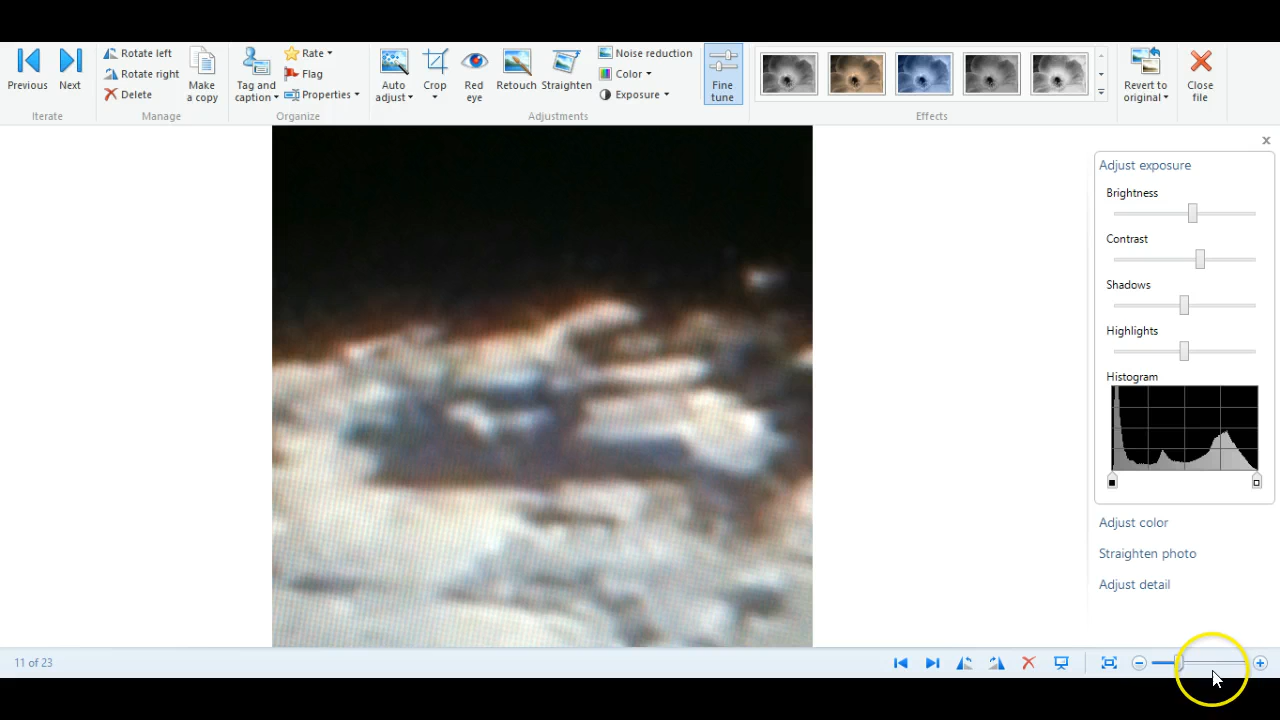 Previous
Next
Iterate
Rotate left
Rotate right
Delete
Make
a copy
Manage
Tag and
caption
Rate
Flag
Properties
Organize
Auto
adjust
Crop
Red
eye
Retouch
Straighten
Noise reduction
Color
Exposure
Adjustments
Fine
tune
Effects
Revert to
original
Close
file
Adjust exposure
Brightness
Contrast
Shadows
Highlights
Histogram
Adjust color
Straighten photo
Adjust detail
11 of 23